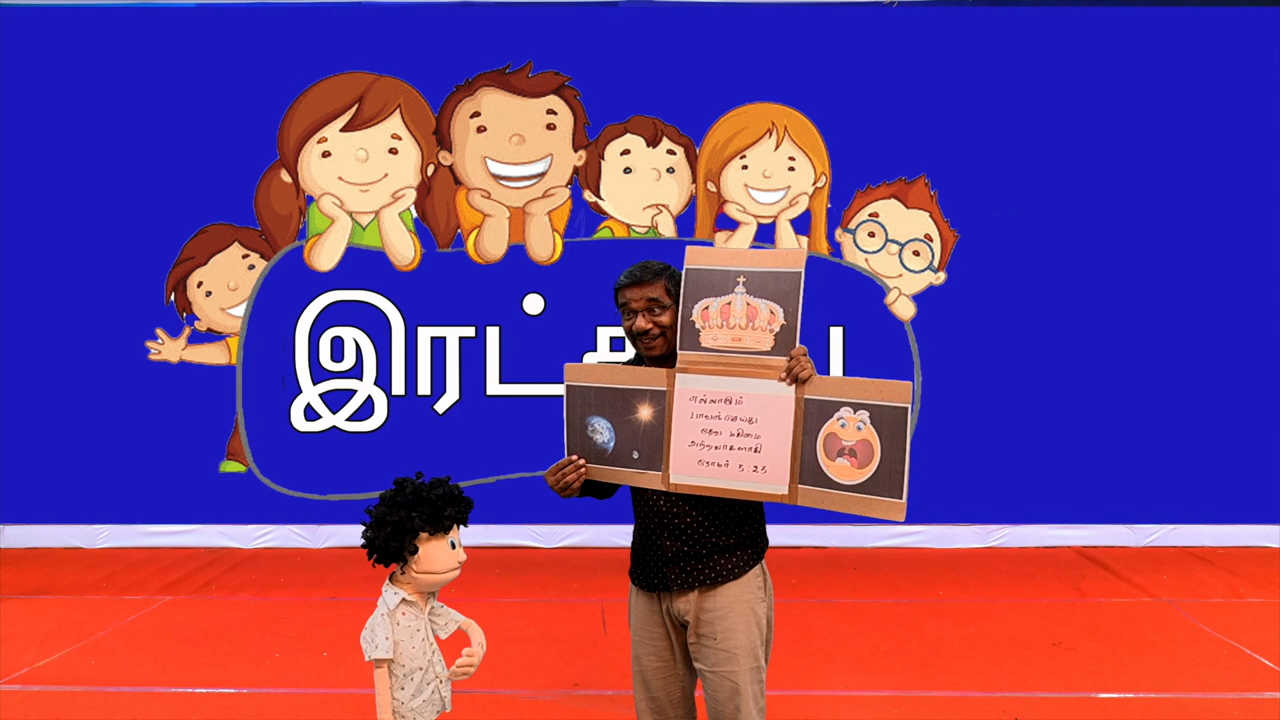 இரட்
எல்லாரும்
பாவஞ்செய்து
தேவ மகிமை
அற்றவர்களாகி
ரோமர் 3:23